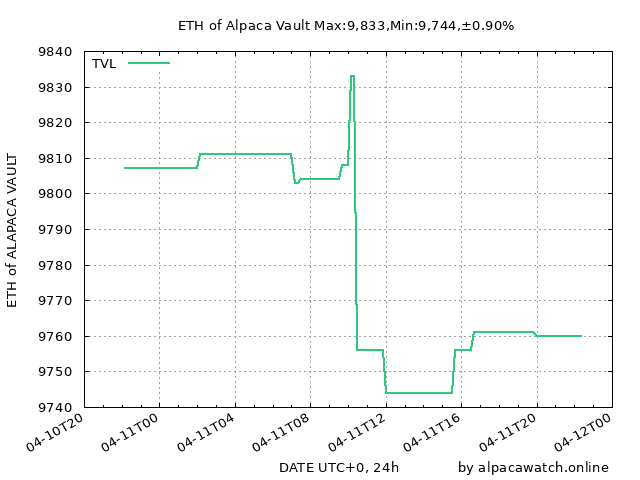 ETH of Alpaca Vault Max:9,833,Min:9,744,±0.90%
TVL
ETH of ALAPACA VAULT
9840
9830
9820
9810
9800
9790
9780
9770
9760
9750
9740
04-10T20
04-11T00
04-11T04
04-11T08
04-11T12
04-11T16
04-11T20
04-12T00
DATE UTC+0, 24h
by alpacawatch.online